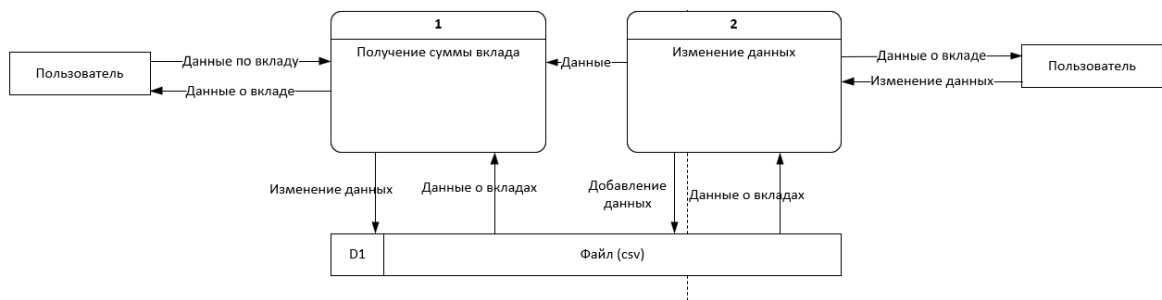 1
2
Получение суммы вклада
Изменение данных
Пользователь
Данные по вкладу
Данные о вкладе
Данные
Данные о вкладе
Изменение данных
Пользователь
Изменение данных
Данные о вкладах
Добавление
данных
Данные о вкладах
D1
Файл (csv)